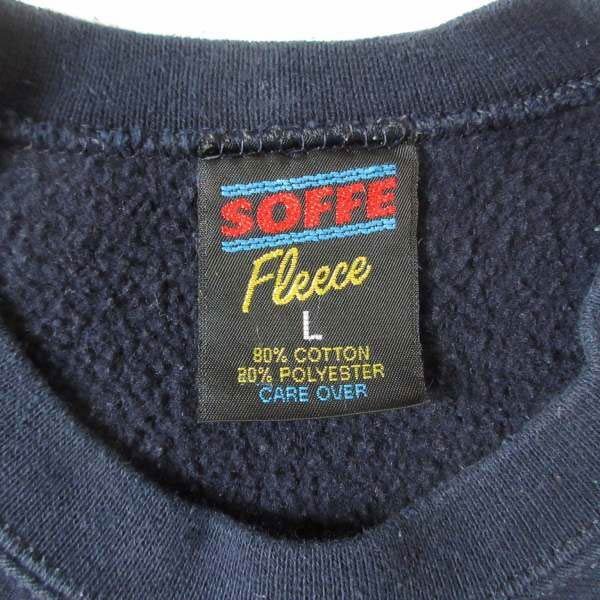 SOFFE
Fleece
L
80% COTTON
20% POLYESTER
CARE OVER